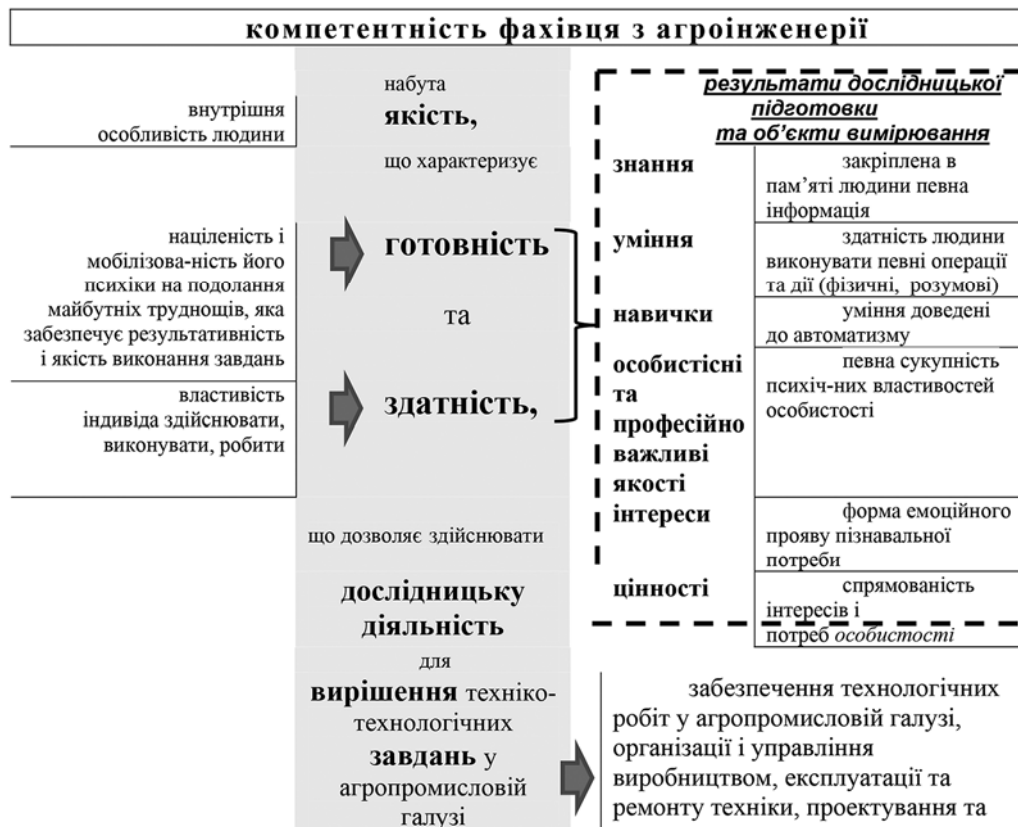 компетентність фахівця з агроінженерії
внутрішня
особливість людини
націленість і
мобілізова-ність його
психіки на подолання
майбутніх труднощів, яка
забезпечує результативність
і якість виконання завдань
властивість
індивіда здійснювати,
виконувати, робити
набута
якість,
що характеризує
готовність
та
здатність,
що дозволяє здійснювати
дослідницьку
діяльність
для
вирішення техніко-
технологічних
завдань у
агропромисловій
галузі
результати дослідницької
підготовки
та об’єкти вимірювання
знання
закріплена в
пам’яті людини певна
інформація
уміння
здатність людини
виконувати певні операції
та дії (фізичні, розумові)
навички
уміння доведені
до автоматизму
особистісні
та
професійно
важливі
якості
певна сукупність
психіч-них властивостей
особистості
інтереси
форма емоційного
прояву пізнавальної
потреби
цінності
спрямованість
інтересів і
потреб особистості
забезпечення технологічних
робіт у агропромисловій галузі,
організації і управління
виробництвом, експлуатації та
ремонту техніки, проектування та